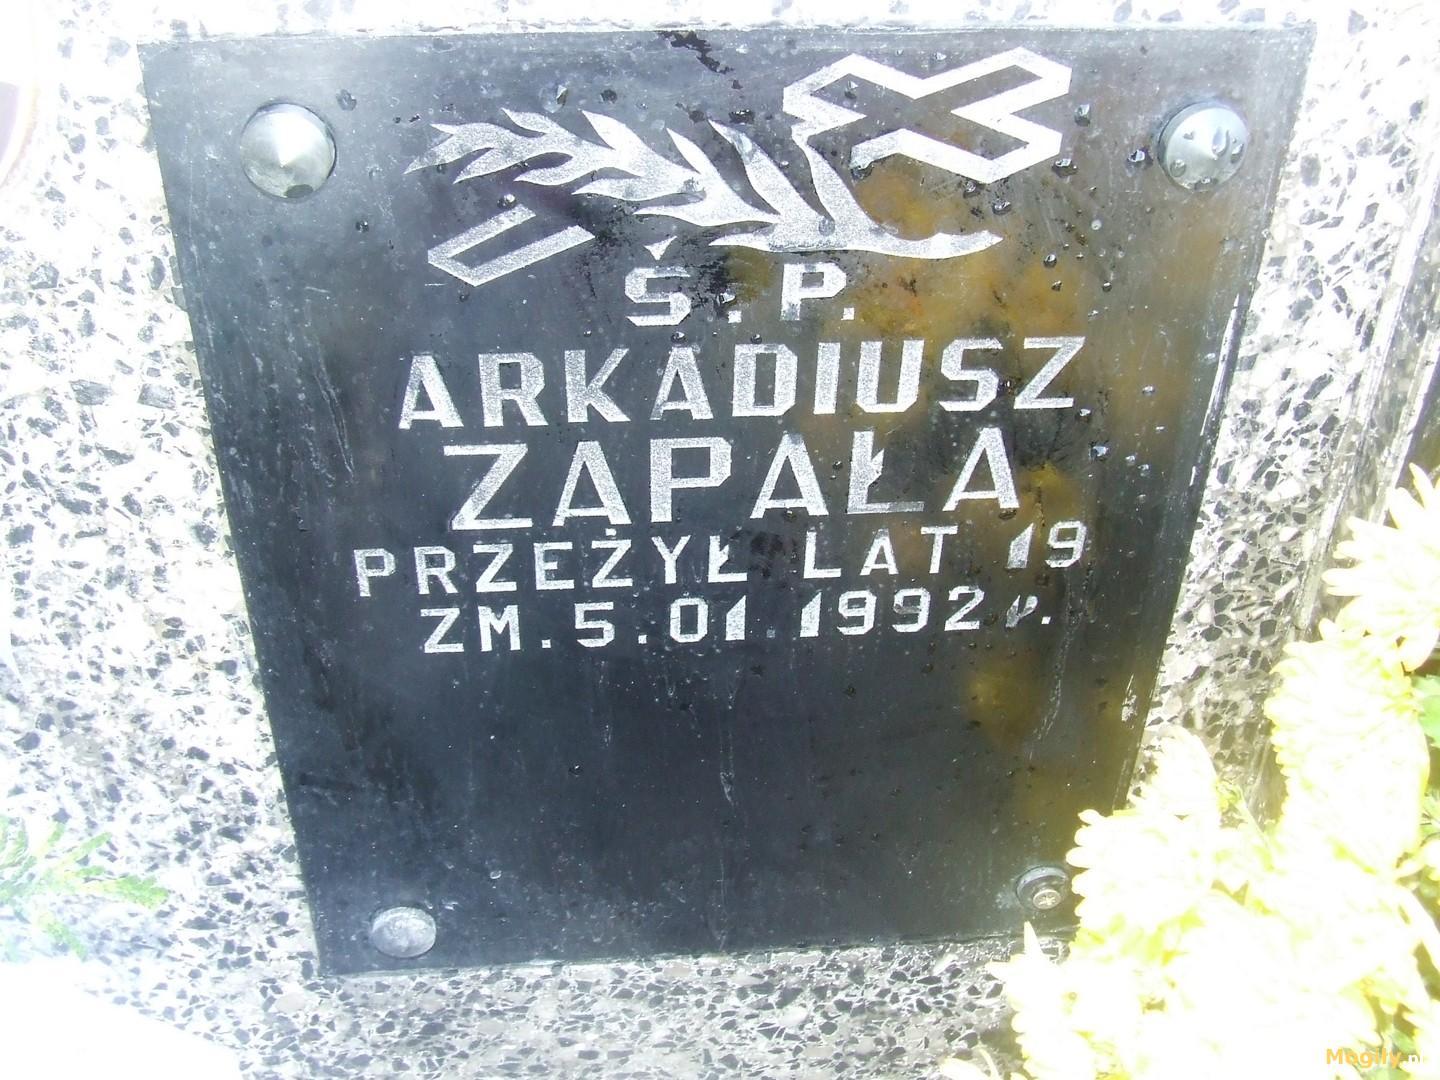 Ś.P.
ARKADIUSZ
ZAPAŁA
PRZEŻYŁ LAT 19
ZM. 5.01.1992 r.
Mogily.pl